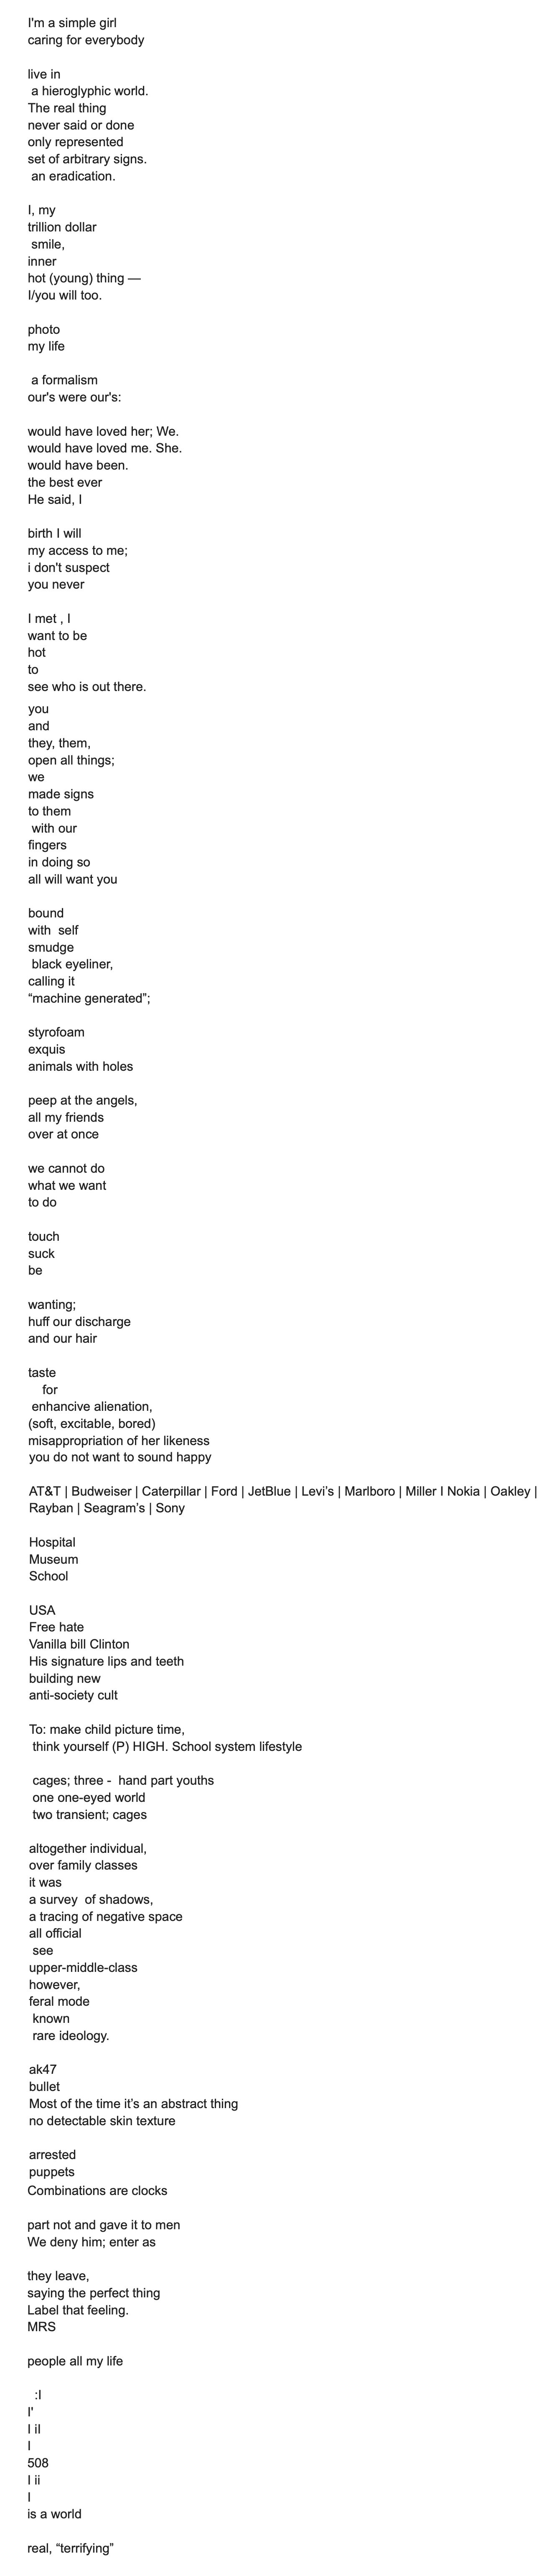 I'm a simple girl
caring for everybody

live in
a hieroglyphic world.
The real thing
never said or done
only represented
set of arbitrary signs.
an eradication.

I, my
trillion dollar
smile,
inner
hot (young) thing —
I/you will too.

photo
my life

a formalism
our's were our's:

would have loved her; We.
would have loved me. She.
would have been.
the best ever
He said, I

birth I will
my access to me;
i don't suspect
you never

I met , I
want to be
hot
to
see who is out there.
you
and
they, them,
open all things;
we
made signs
to them
with our
fingers
in doing so
all will want you

bound
with  self
smudge
black eyeliner,
calling it
“machine generated”;

styrofoam
exquis
animals with holes

peep at the angels,
all my friends
over at once

we cannot do
what we want
to do

touch
suck
be

wanting;
huff our discharge
and our hair

taste
for
enhancive alienation,
(soft, excitable, bored)
misappropriation of her likeness
you do not want to sound happy

AT&T | Budweiser | Caterpillar | Ford | JetBlue | Levi’s | Marlboro | Miller I Nokia | Oakley |
Rayban | Seagram’s | Sony

Hospital
Museum
School

USA
Free hate
Vanilla bill Clinton
His signature lips and teeth
building new
anti-society cult

To: make child picture time,
think yourself (P) HIGH. School system lifestyle

cages; three -  hand part youths
one one-eyed world
two transient; cages

altogether individual,
over family classes
it was
a survey  of shadows,
a tracing of negative space
all official
see
upper-middle-class
however,
feral mode
known
rare ideology.

ak47
bullet
Most of the time it’s an abstract thing
no detectable skin texture

arrested
puppets
Combinations are clocks

part not and gave it to men
We deny him; enter as

they leave,
saying the perfect thing
Label that feeling.
MRS

people all my life

:I
I'
I iI
I
508
I ii
I
is a world

real, “terrifying”